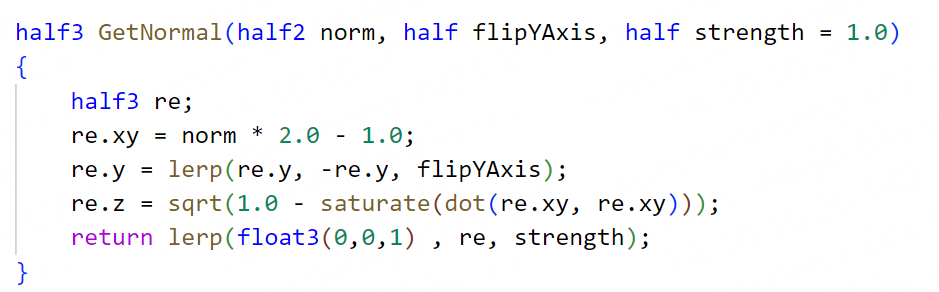 half3 GetNormal(half2 norm, half flipYAxis, half strength = 1.0)
{
    half3 re;
    re.xy = norm * 2.0 - 1.0;
    re.y = lerp(re.y, -re.y, flipYAxis);
    re.z = sqrt(1.0 - saturate(dot(re.xy, re.xy)));
    return lerp(float3(0,0,1) , re, strength);
}